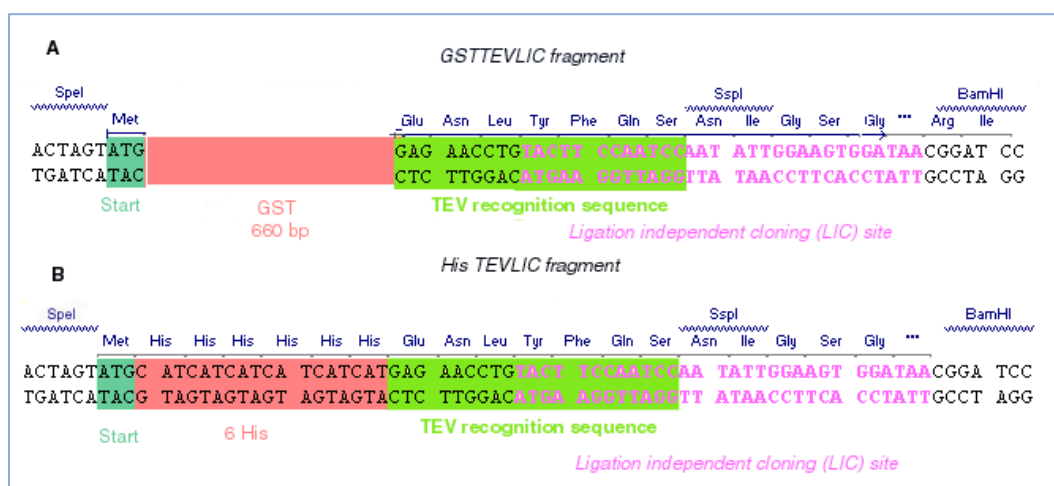 A
GSTTEVLIC fragment
SpeI SspI BamHI
Met Glu Asn Leu Tyr Phe Gln Ser Asn Ile Gly Ser Gly ... Arg Ile
ACTAGTATG GAG AACCTGTACTT CCAATCCAAT ATTGGAAGTGGATAACGGAT CC
TGATCATAC CTC TTGGACATGAA GGTTAGGTTA TAACCTTCACCTATTGCCTA GG
Start GST TEV recognition sequence Ligation independent cloning (LIC) site
660 bp
B
His TEVLIC fragment
SpeI SspI BamHI
Met His His His His His His Glu Asn Leu Tyr Phe Gln Ser Asn Ile Gly Ser Gly ...
ACTAGTATGC ATCATCATCA TCATCATGAG AACCTGTACT TCCAATCCAA TATTGGAAGT GGATAACGGA TCC
TGATCATACG TAGTAGTAGT AGTAGTACTC TTGGACATGA AGGTTAGGTT ATAACCTTCA CCTATTGCCT AGG
Start 6 His TEV recognition sequence
Ligation independent cloning (LIC) site